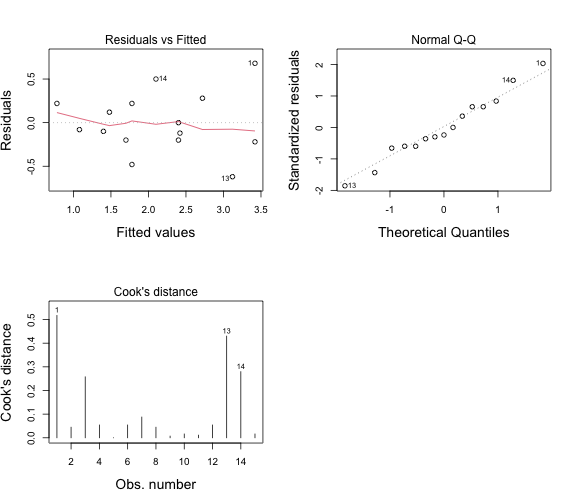 Residuals vs Fitted
Residuals
0.5
0.0
-0.5
1
14
13
1.0 1.5 2.0 2.5 3.0 3.5
Fitted values
Normal Q-Q
Standardized residuals
2
1
0
-1
-2
1
14
13
-1 0 1
Theoretical Quantiles
Cook's distance
Cook's distance
0.5
0.4
0.3
0.2
0.1
0.0
1
13
14
2 4 6 8 10 12 14
Obs. number